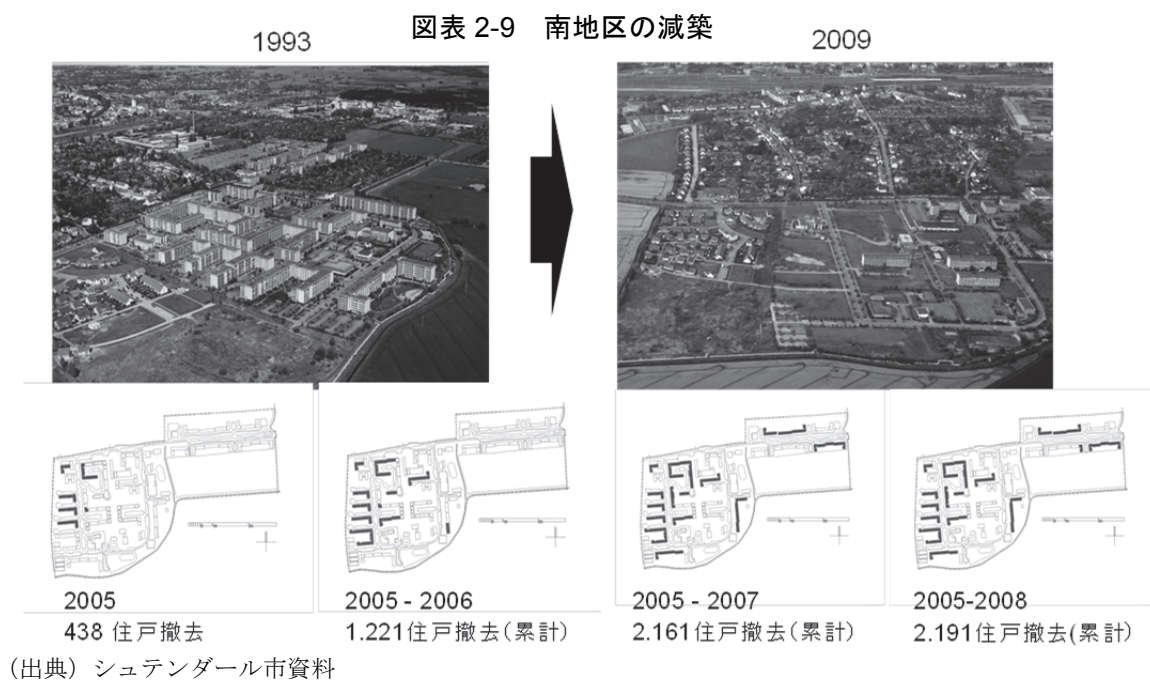 図表 2-9　南地区の減築
1993
2009
2005
438 住戸撤去
2005 - 2006
1.221住戸撤去(累計)
2005 - 2007
2.161住戸撤去(累計)
2005-2008
2.191住戸撤去(累計)
（出典）シュテンダール市資料